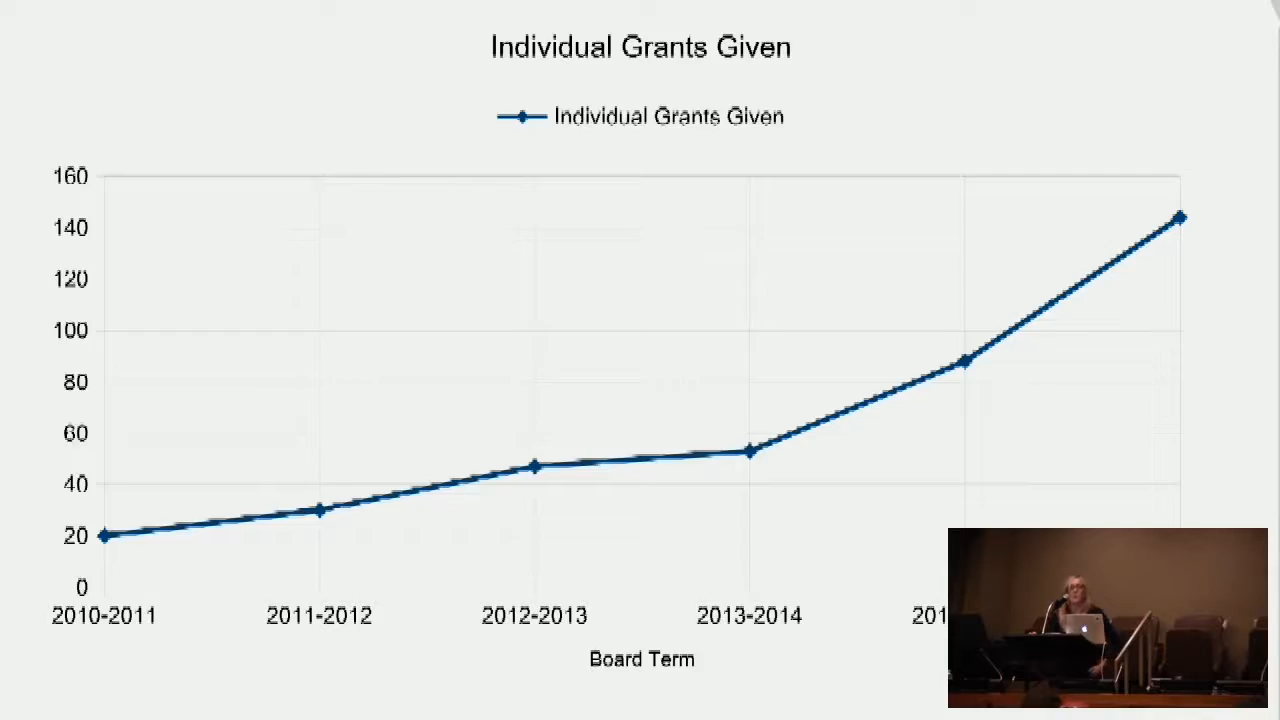 Individual Grants Given
Individual Grants Given
160
140
120
100
80
60
40
20
0
2010-2011 2011-2012 2012-2013 2013-2014 201
Board Term